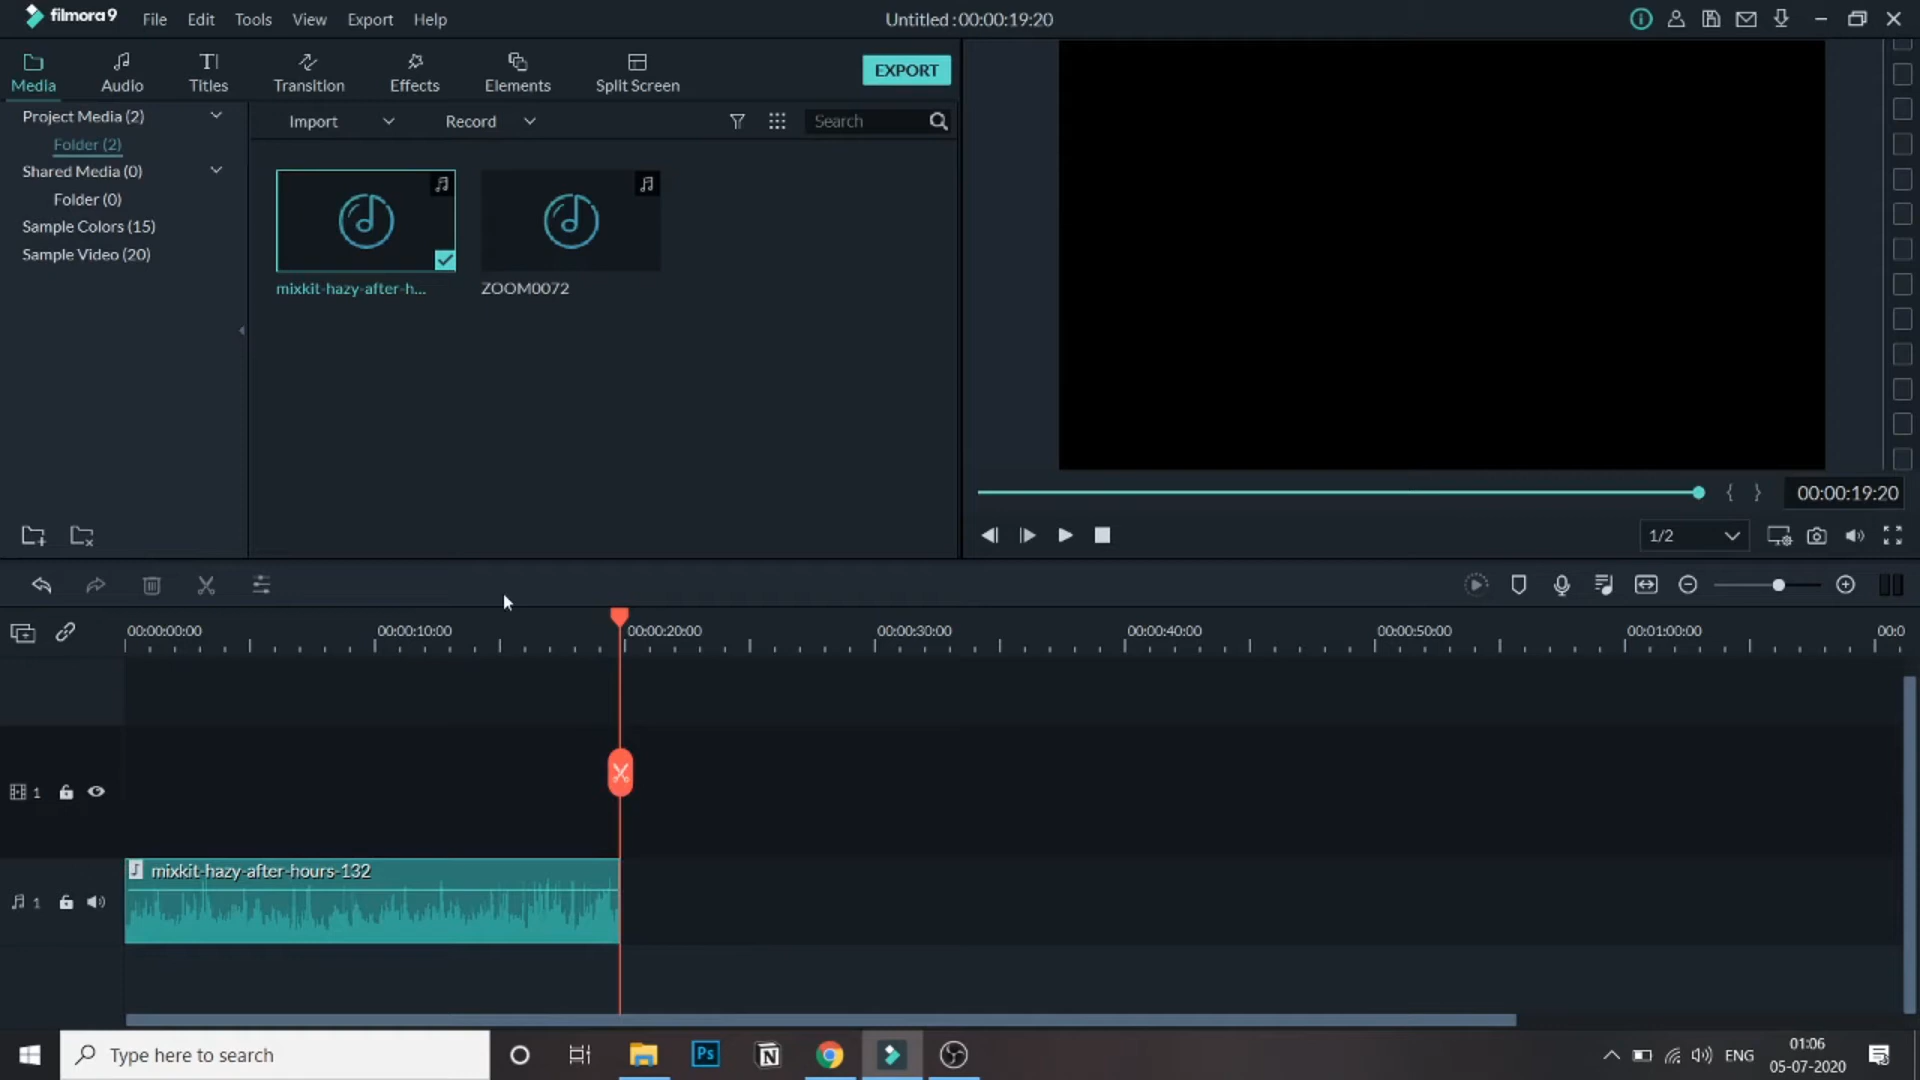 filmora9 File Edit Tools View Export Help Untitled : 00:00:19:20
Media Audio Titles Transition Effects Elements Split Screen EXPORT
Project Media (2)
Folder (2)
Shared Media (0)
Folder (0)
Sample Colors (15)
Sample Video (20)
Import Record Search
mixkit-hazy-after-h... ZOOM0072
00:00:19:20
1/2
00:00:00:00 00:00:10:00 00:00:20:00 00:00:30:00 00:00:40:00 00:00:50:00 00:01:00:00 00:0
1
mixkit-hazy-after-hours-132
1
Type here to search Ps N ENG 01:06
05-07-2020